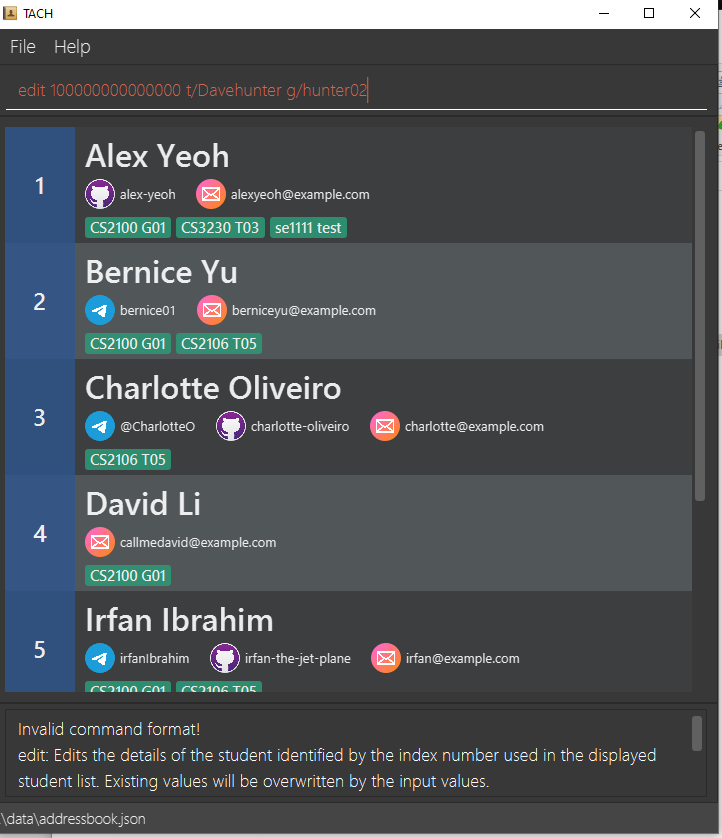 TACH
File Help
edit 100000000000000 t/Davehunter g/hunter02
1
Alex Yeoh
alex-yeoh alexyeoh@example.com
CS2100 G01 CS3230 T03 se1111 test
2
Bernice Yu
bernice01 berniceyu@example.com
CS2100 G01 CS2106 T05
3
Charlotte Oliveiro
@CharlotteO charlotte-oliveiro charlotte@example.com
CS2106 T05
4
David Li
callmedavid@example.com
CS2100 G01
5
Irfan Ibrahim
irfanIbrahim irfan-the-jet-plane irfan@example.com
CS2100 G01 CS2106 T05
Invalid command format!
edit: Edits the details of the student identified by the index number used in the displayed
student list. Existing values will be overwritten by the input values.
.\data\addressbook.json